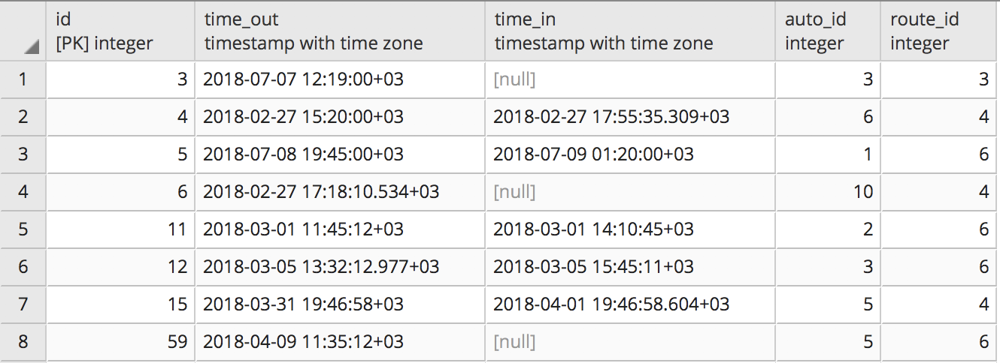 id time_out time_in auto_id route_id
[PK] integer timestamp with time zone timestamp with time zone integer integer
1 3 2018-07-07 12:19:00+03 [null] 3 3
2 4 2018-02-27 15:20:00+03 2018-02-27 17:55:35.309+03 6 4
3 5 2018-07-08 19:45:00+03 2018-07-09 01:20:00+03 1 6
4 6 2018-02-27 17:18:10.534+03 [null] 10 4
5 11 2018-03-01 11:45:12+03 2018-03-01 14:10:45+03 2 6
6 12 2018-03-05 13:32:12.977+03 2018-03-05 15:45:11+03 3 6
7 15 2018-03-31 19:46:58+03 2018-04-01 19:46:58.604+03 5 4
8 59 2018-04-09 11:35:12+03 [null] 5 6